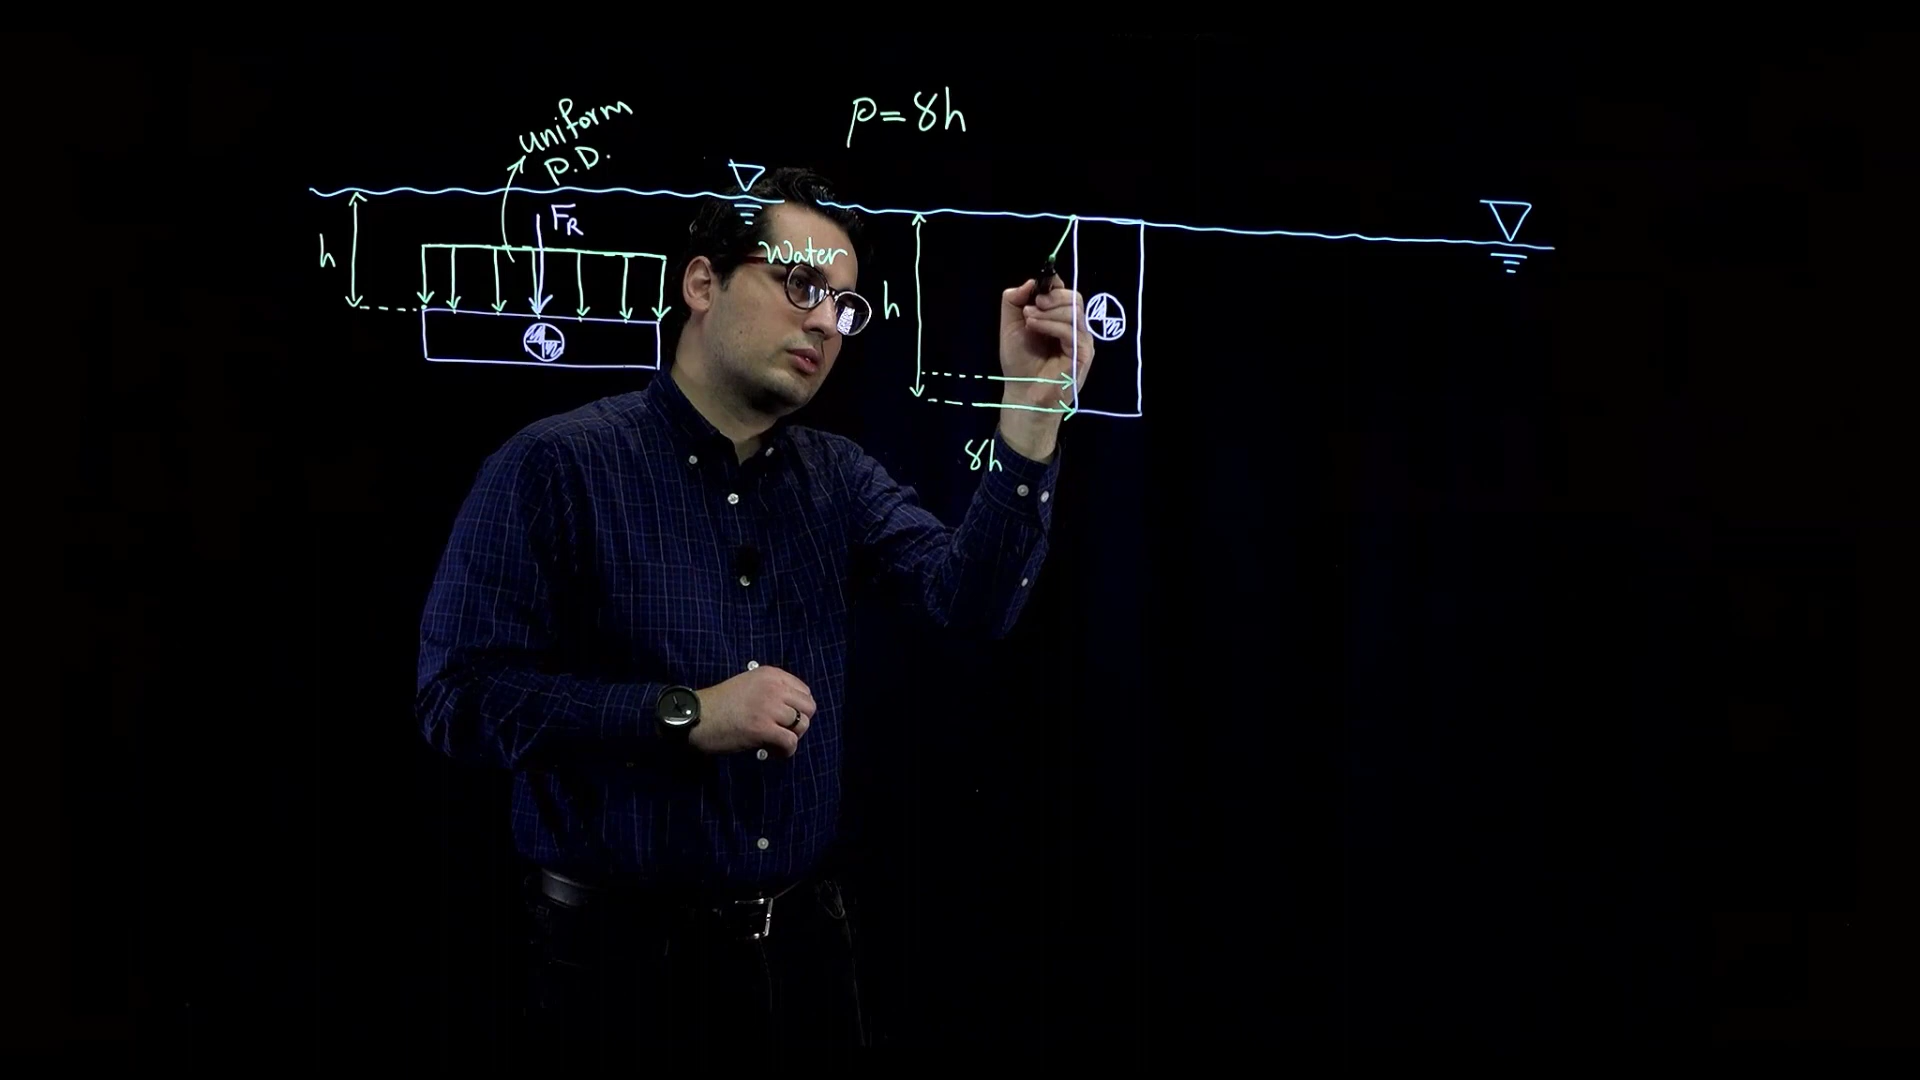 uniform
P.D.
p=γh
F_R
h
Water
h
γh